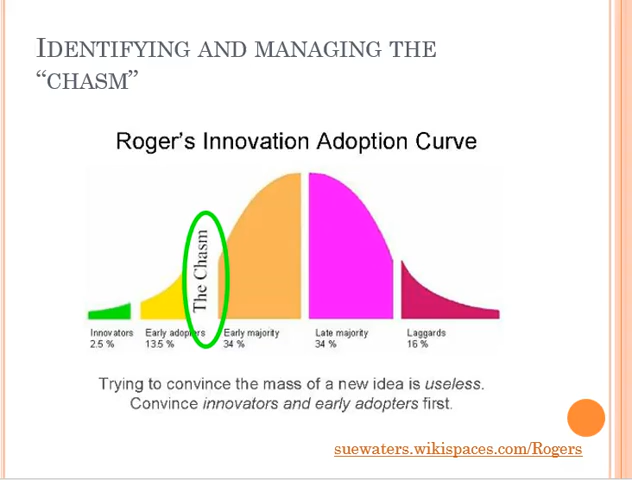 IDENTIFYING AND MANAGING THE
“CHASM”
Roger's Innovation Adoption Curve
The Chasm
Innovators
2.5 %
Early adopters
13.5 %
Early majority
34 %
Late majority
34 %
Laggards
16 %
Trying to convince the mass of a new idea is useless.
Convince innovators and early adopters first.
suewaters.wikispaces.com/Rogers